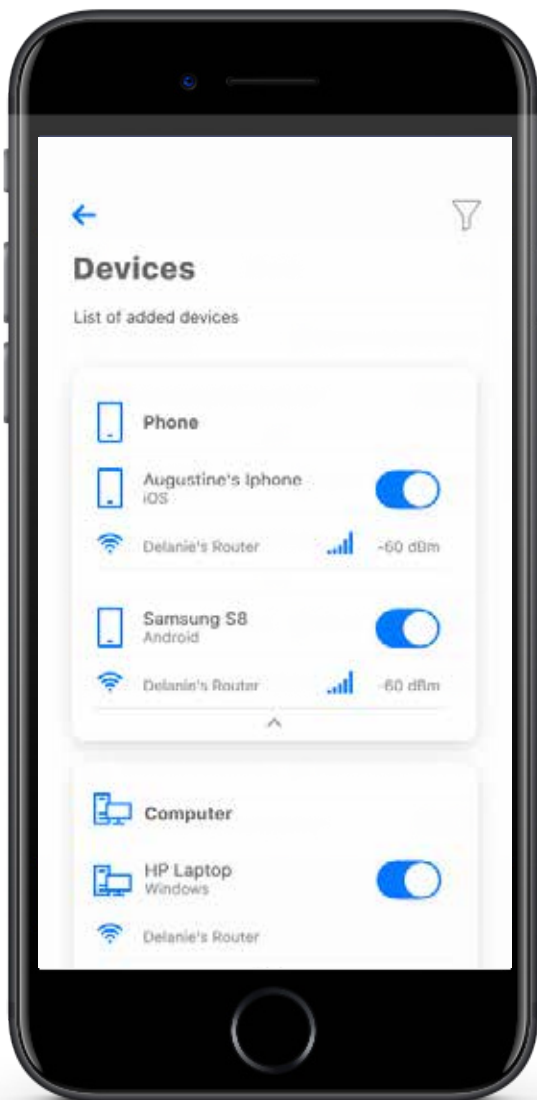 Devices
List of added devices
Phone
Augustine's Iphone
iOS
Delanie's Router -60 dBm
Samsung S8
Android
Delanie's Router -60 dBm
Computer
HP Laptop
Windows
Delanie's Router